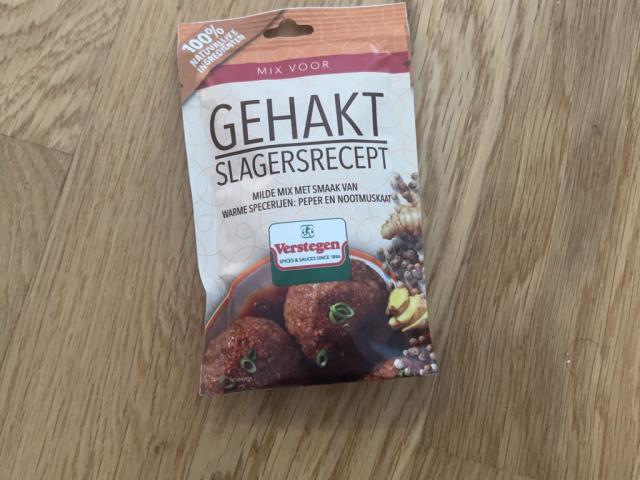 100%
NATUURLIJKE
INGREDIËNTEN
MIX VOOR
GEHAKT
SLAGERSRECEPT
MILDE MIX MET SMAAK VAN
WARME SPECERIJEN: PEPER EN NOOTMUSKAAT
Verstegen
SPICES & SAUCES SINCE 1886